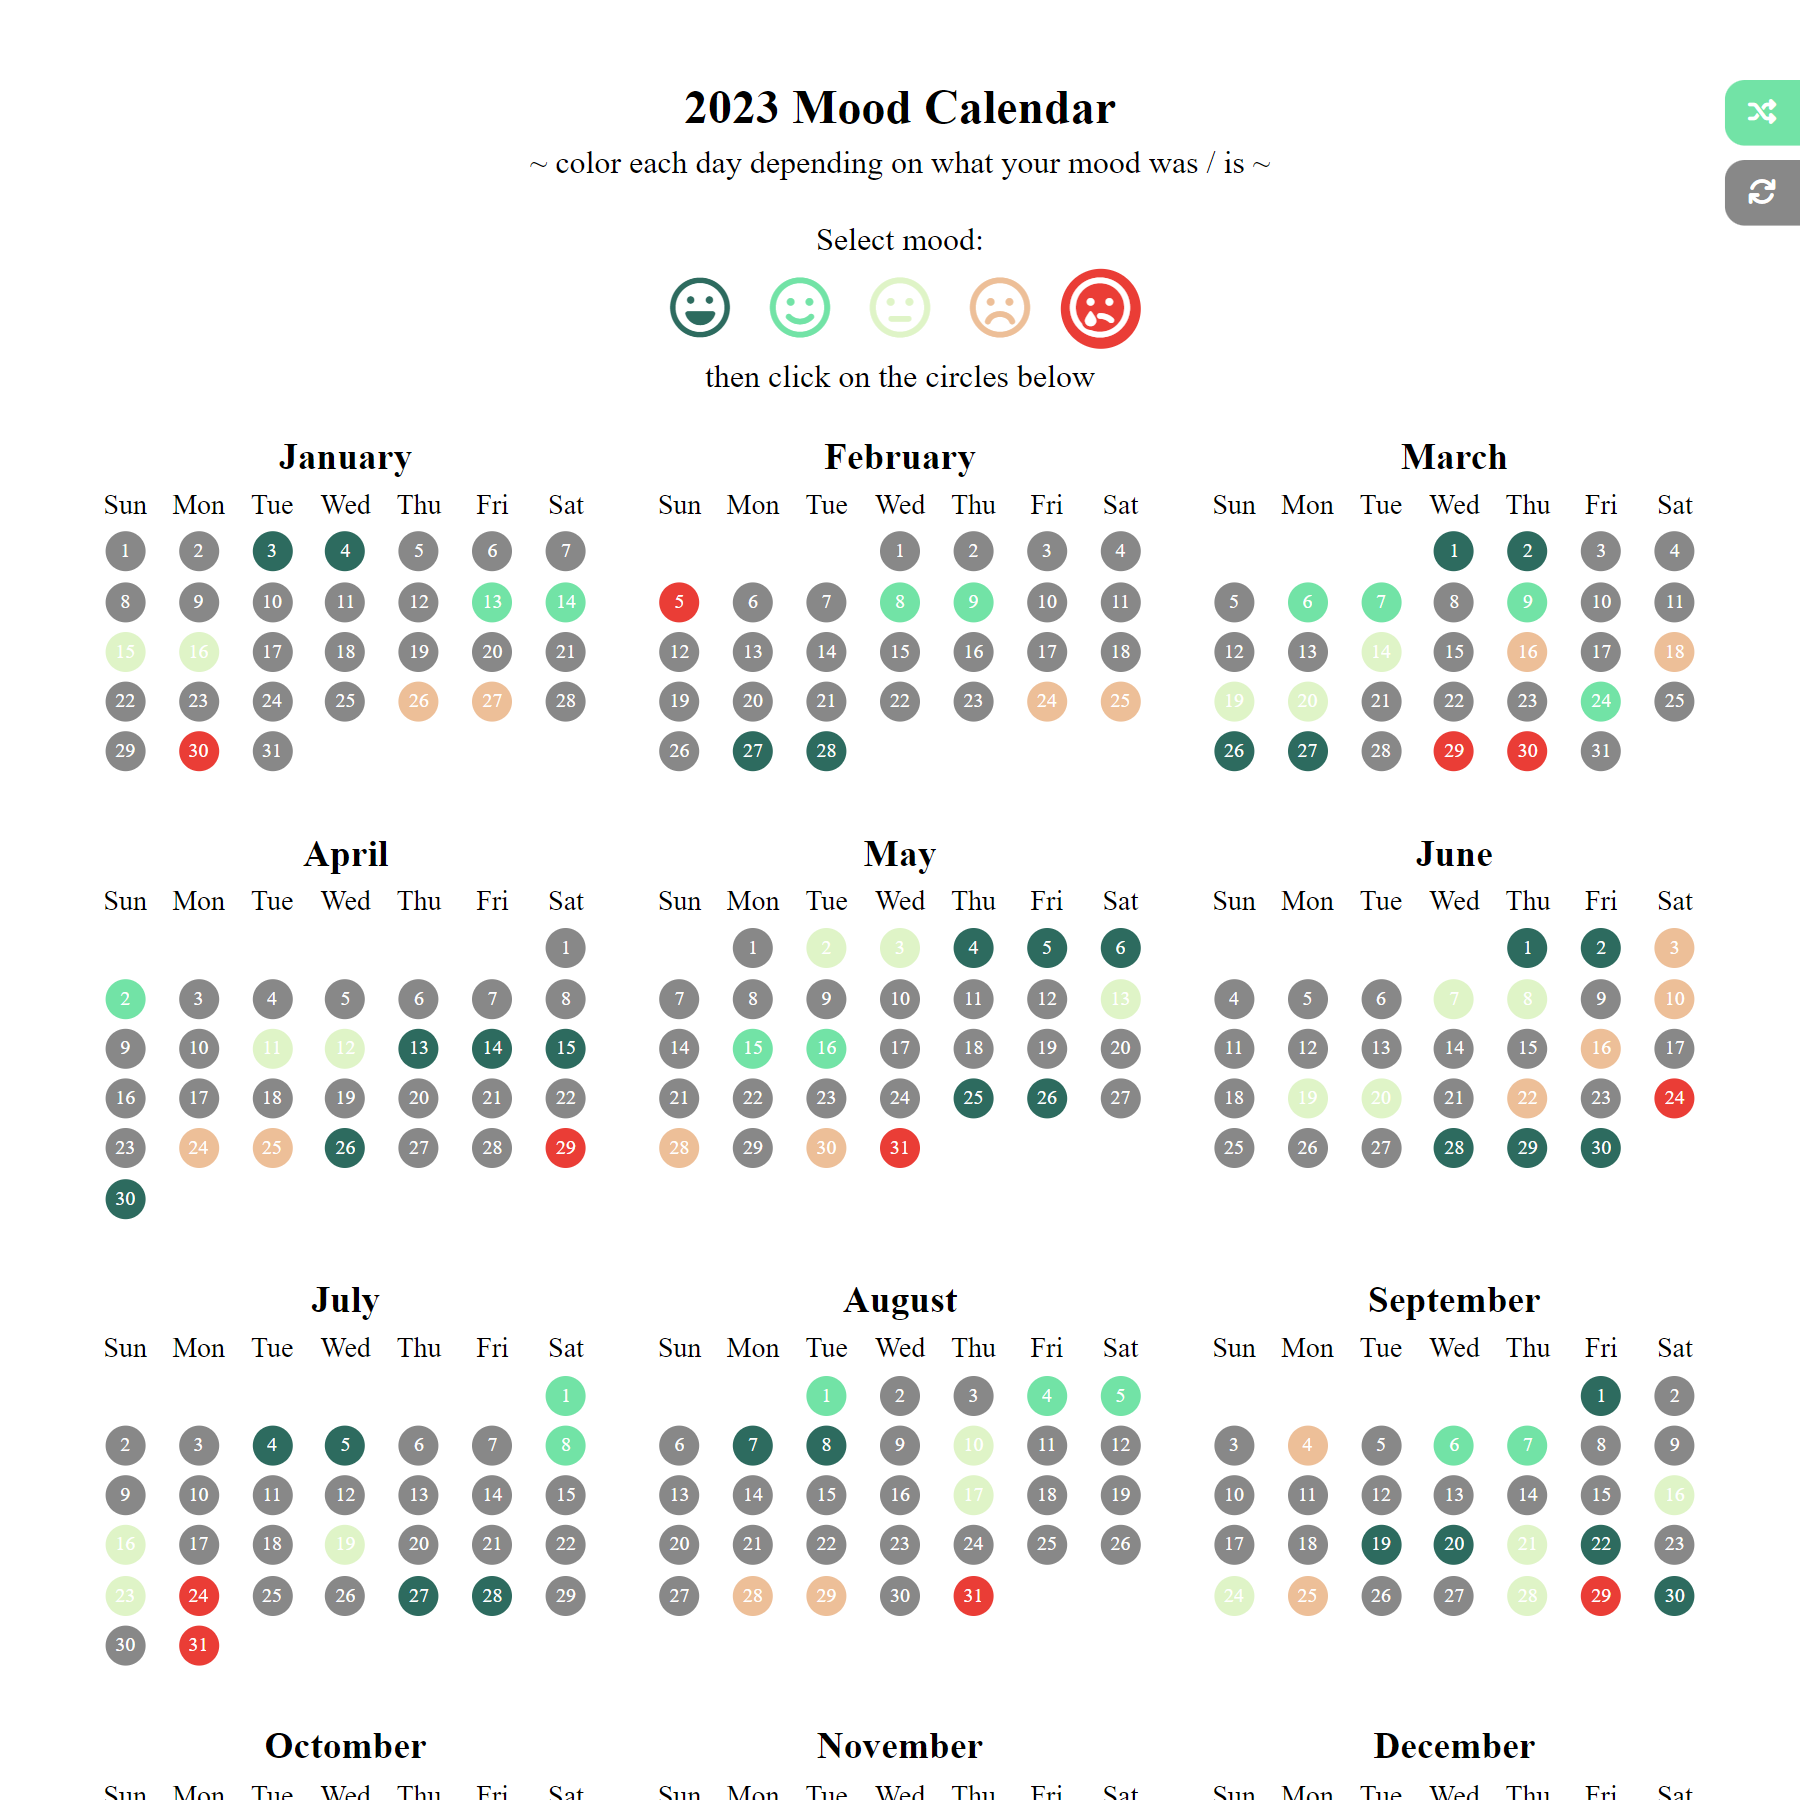 2023 Mood Calendar
~ color each day depending on what your mood was / is ~
Select mood:
then click on the circles below
January
Sun Mon Tue Wed Thu Fri Sat
1 2 3 4 5 6 7
8 9 10 11 12 13 14
15 16 17 18 19 20 21
22 23 24 25 26 27 28
29 30 31
February
Sun Mon Tue Wed Thu Fri Sat
1 2 3 4
5 6 7 8 9 10 11
12 13 14 15 16 17 18
19 20 21 22 23 24 25
26 27 28
March
Sun Mon Tue Wed Thu Fri Sat
1 2 3 4
5 6 7 8 9 10 11
12 13 14 15 16 17 18
19 20 21 22 23 24 25
26 27 28 29 30 31
April
Sun Mon Tue Wed Thu Fri Sat
1
2 3 4 5 6 7 8
9 10 11 12 13 14 15
16 17 18 19 20 21 22
23 24 25 26 27 28 29
30
May
Sun Mon Tue Wed Thu Fri Sat
1 2 3 4 5 6
7 8 9 10 11 12 13
14 15 16 17 18 19 20
21 22 23 24 25 26 27
28 29 30 31
June
Sun Mon Tue Wed Thu Fri Sat
1 2 3
4 5 6 7 8 9 10
11 12 13 14 15 16 17
18 19 20 21 22 23 24
25 26 27 28 29 30
July
Sun Mon Tue Wed Thu Fri Sat
1
2 3 4 5 6 7 8
9 10 11 12 13 14 15
16 17 18 19 20 21 22
23 24 25 26 27 28 29
30 31
August
Sun Mon Tue Wed Thu Fri Sat
1 2 3 4 5
6 7 8 9 10 11 12
13 14 15 16 17 18 19
20 21 22 23 24 25 26
27 28 29 30 31
September
Sun Mon Tue Wed Thu Fri Sat
1 2
3 4 5 6 7 8 9
10 11 12 13 14 15 16
17 18 19 20 21 22 23
24 25 26 27 28 29 30
Octomber
Sun Mon Tue Wed Thu Fri Sat
November
Sun Mon Tue Wed Thu Fri Sat
December
Sun Mon Tue Wed Thu Fri Sat